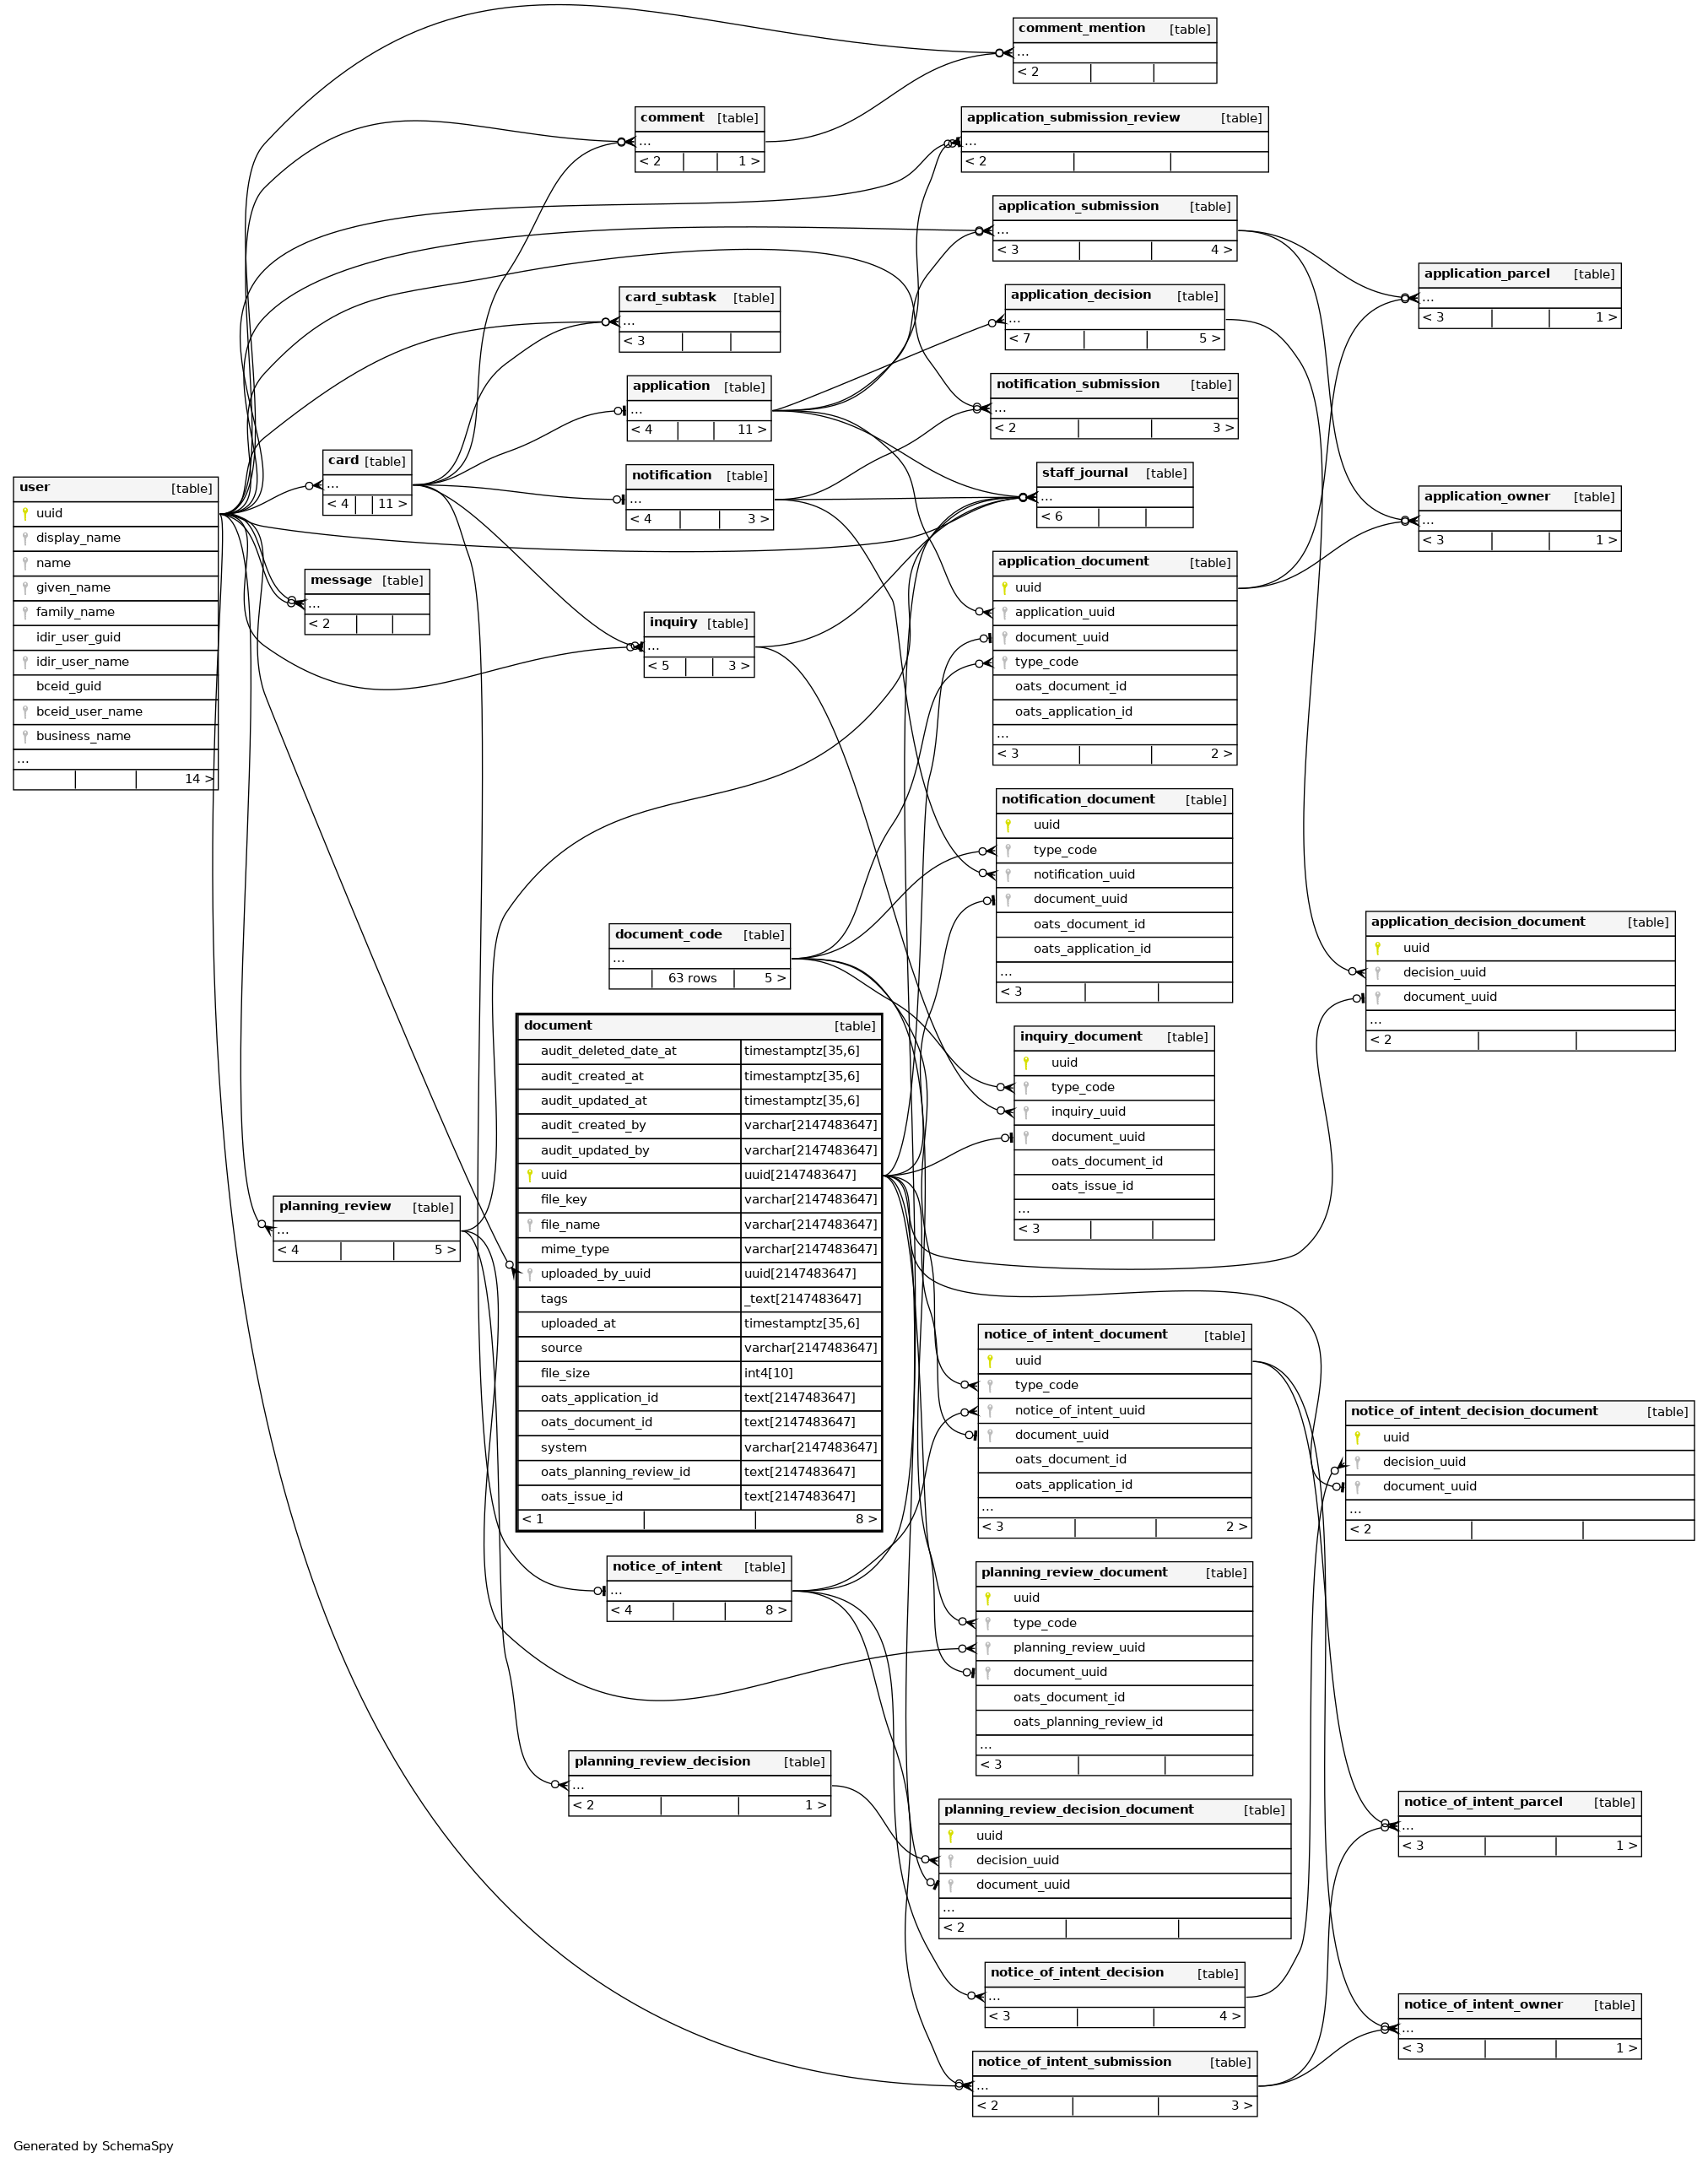 comment_mention [table]
...
< 2
comment [table]
...
< 2 1 >
application_submission_review [table]
...
< 2
application_submission [table]
...
< 3 4 >
application_parcel [table]
...
< 3 1 >
card_subtask [table]
...
< 3
application_decision [table]
...
< 7 5 >
application [table]
...
< 4 11 >
notification_submission [table]
...
< 2 3 >
card [table]
...
< 4 11 >
notification [table]
...
< 4 3 >
staff_journal [table]
...
< 6
application_owner [table]
...
< 3 1 >
user [table]
uuid
display_name
name
given_name
family_name
idir_user_guid
idir_user_name
bceid_guid
bceid_user_name
business_name
...
14 >
message [table]
...
< 2
inquiry [table]
...
< 5 3 >
application_document [table]
uuid
application_uuid
document_uuid
type_code
oats_document_id
oats_application_id
...
< 3 2 >
notification_document [table]
uuid
type_code
notification_uuid
document_uuid
oats_document_id
oats_application_id
...
< 3
document_code [table]
...
63 rows 5 >
application_decision_document [table]
uuid
decision_uuid
document_uuid
...
< 2
document [table]
audit_deleted_date_at timestamptz[35,6]
audit_created_at timestamptz[35,6]
audit_updated_at timestamptz[35,6]
audit_created_by varchar[2147483647]
audit_updated_by varchar[2147483647]
uuid uuid[2147483647]
file_key varchar[2147483647]
file_name varchar[2147483647]
mime_type varchar[2147483647]
uploaded_by_uuid uuid[2147483647]
tags _text[2147483647]
uploaded_at timestamptz[35,6]
source varchar[2147483647]
file_size int4[10]
oats_application_id text[2147483647]
oats_document_id text[2147483647]
system varchar[2147483647]
oats_planning_review_id text[2147483647]
oats_issue_id text[2147483647]
< 1 8 >
inquiry_document [table]
uuid
type_code
inquiry_uuid
document_uuid
oats_document_id
oats_issue_id
...
< 3
planning_review [table]
...
< 4 5 >
notice_of_intent_document [table]
uuid
type_code
notice_of_intent_uuid
document_uuid
oats_document_id
oats_application_id
...
< 3 2 >
notice_of_intent_decision_document [table]
uuid
decision_uuid
document_uuid
...
< 2
notice_of_intent [table]
...
< 4 8 >
planning_review_document [table]
uuid
type_code
planning_review_uuid
document_uuid
oats_document_id
oats_planning_review_id
...
< 3
planning_review_decision [table]
...
< 2 1 >
planning_review_decision_document [table]
uuid
decision_uuid
document_uuid
...
< 2
notice_of_intent_parcel [table]
...
< 3 1 >
notice_of_intent_decision [table]
...
< 3 4 >
notice_of_intent_owner [table]
...
< 3 1 >
notice_of_intent_submission [table]
...
< 2 3 >
Generated by SchemaSpy